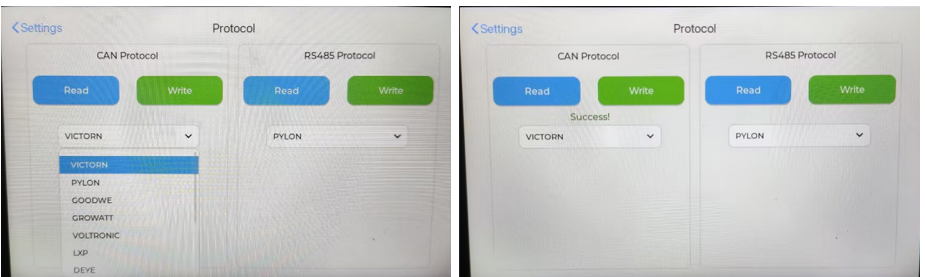 Settings
Protocol
CAN Protocol
RS485 Protocol
Read
Write
Read
Write
VICTORN
PYLON
VICTORN
PYLON
GOODWE
GROWATT
VOLTRONIC
LXP
DEYE
Settings
Protocol
CAN Protocol
RS485 Protocol
Read
Write
Read
Write
Success!
VICTORN
PYLON